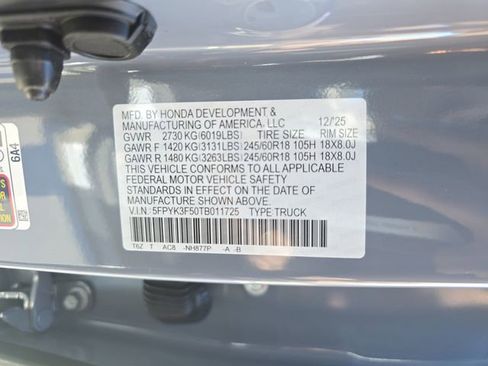 MFD. BY HONDA DEVELOPMENT &
MANUFACTURING OF AMERICA, LLC 12/'25
GVWR 2730 KG (6019LBS) TIRE SIZE RIM SIZE
GAWR F 1420 KG (3131LBS) 245/60R18 105H 18X8.0J
GAWR R 1480 KG (3263LBS) 245/60R18 105H 18X8.0J
THIS VEHICLE CONFORMS TO ALL APPLICABLE
FEDERAL MOTOR VEHICLE SAFETY
STANDARDS IN EFFECT ON THE DATE OF
MANUFACTURE SHOWN ABOVE.
V.I.N.: 5FPYK3F50TB011725 TYPE TRUCK
T6Z T AC8 -NH877P -A -B
6A4